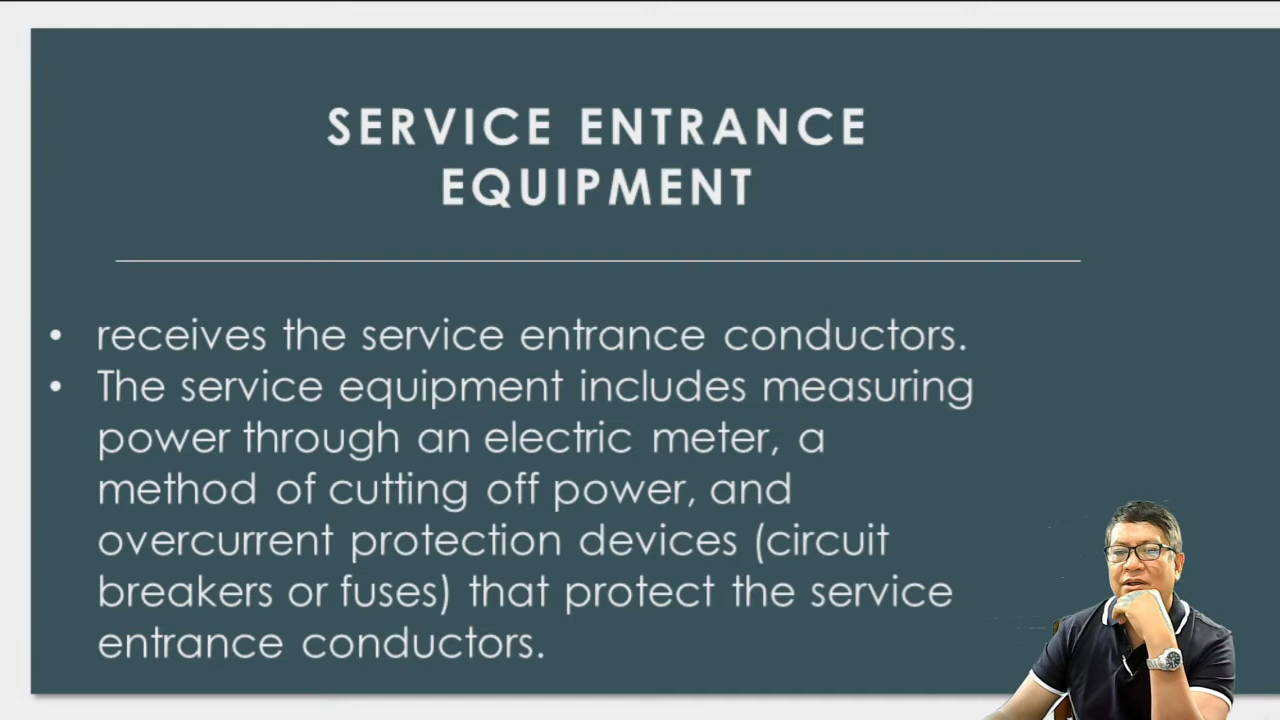 SERVICE ENTRANCE
EQUIPMENT
• receives the service entrance conductors.
• The service equipment includes measuring
power through an electric meter, a
method of cutting off power, and
overcurrent protection devices (circuit
breakers or fuses) that protect the service
entrance conductors.